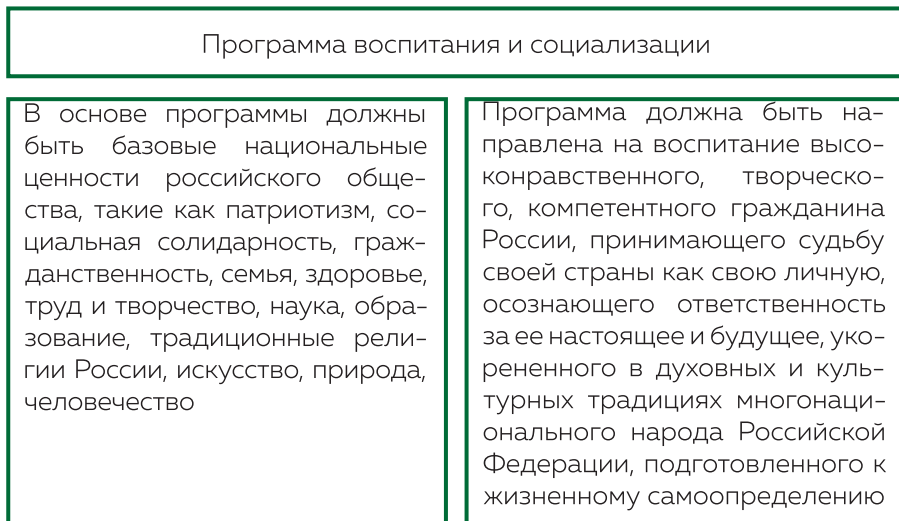 Программа воспитания и социализации
В основе программы должны
быть базовые национальные
ценности российского обще-
ства, такие как патриотизм, со-
циальная солидарность, граж-
данственность, семья, здоровье,
труд и творчество, наука, обра-
зование, традиционные рели-
гии России, искусство, природа,
человечество
Программа должна быть на-
правлена на воспитание высо-
конравственного, творческо-
го, компетентного гражданина
России, принимающего судьбу
своей страны как свою личную,
осознающего ответственность
за ее настоящее и будущее, уко-
рененного в духовных и куль-
турных традициях многонаци-
онального народа Российской
Федерации, подготовленного к
жизненному самоопределению